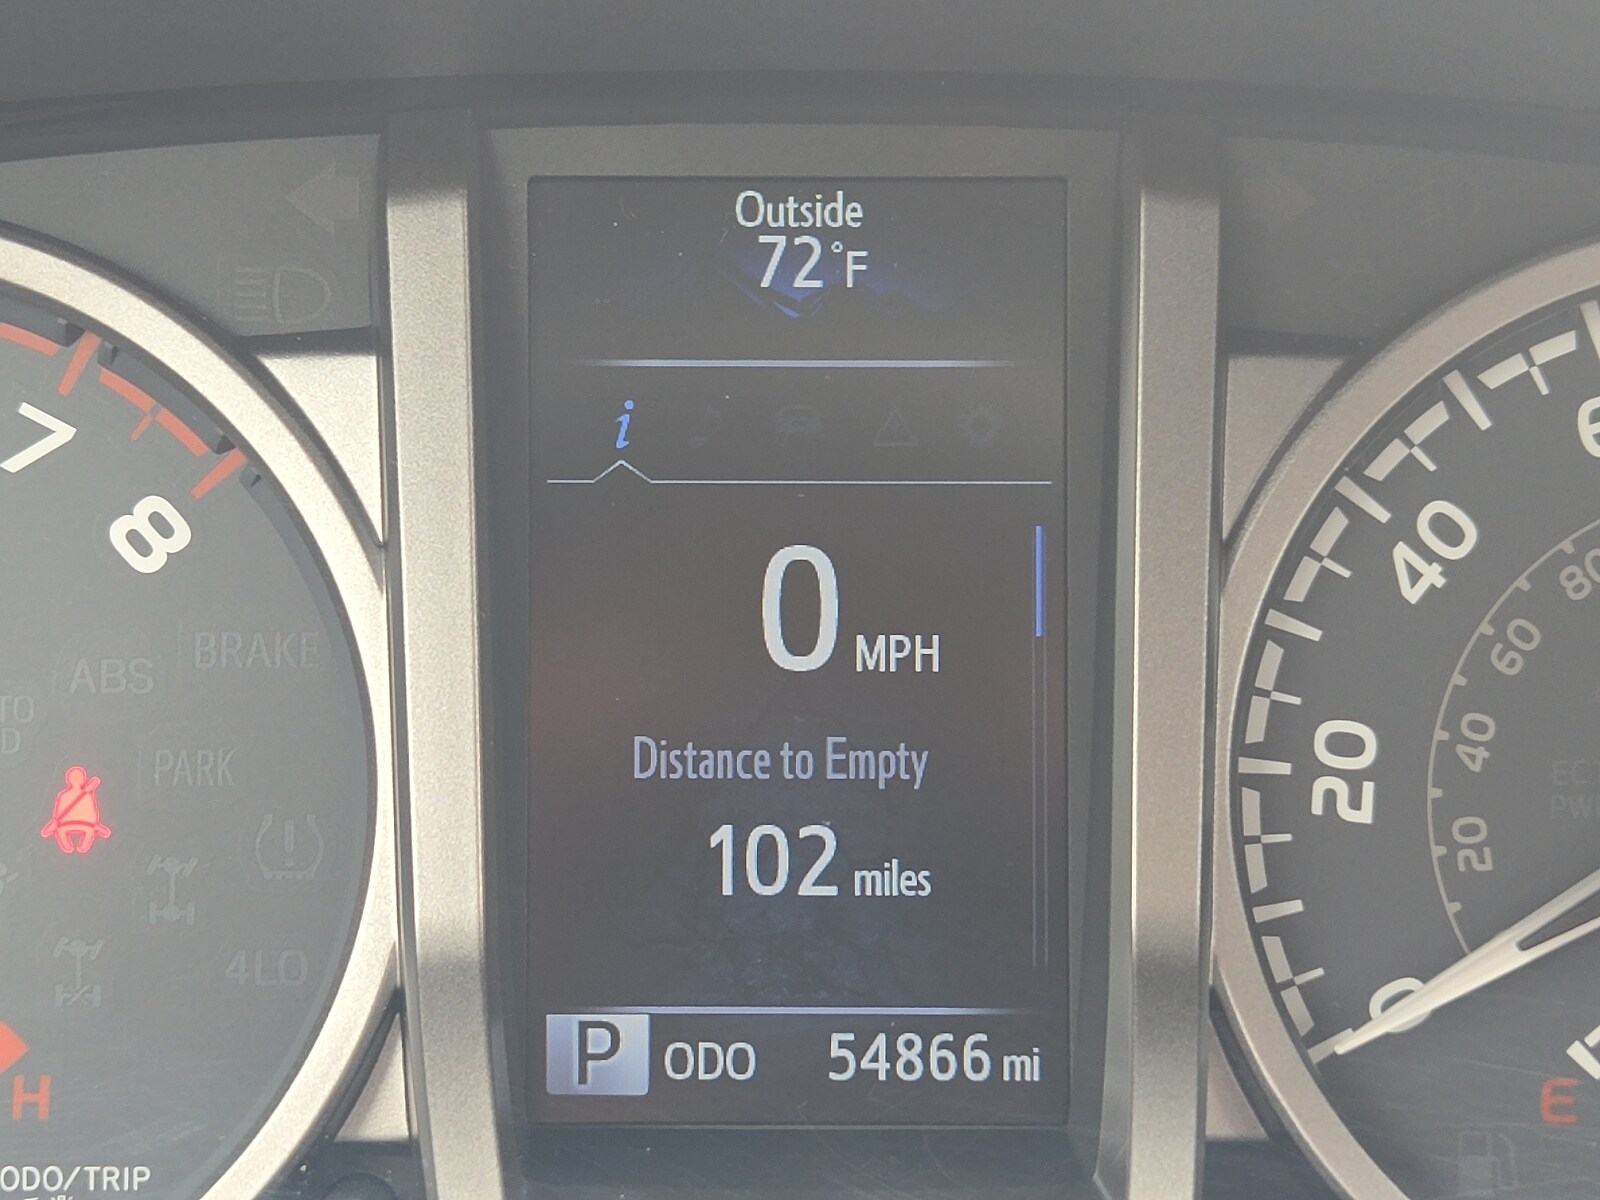 Outside
72°F
i
0 MPH
Distance to Empty
102 miles
P ODO 54866 mi
7
8
ABS
BRAKE
PARK
4LO
H
ODO/TRIP
40
20
0
80
60
40
20
E